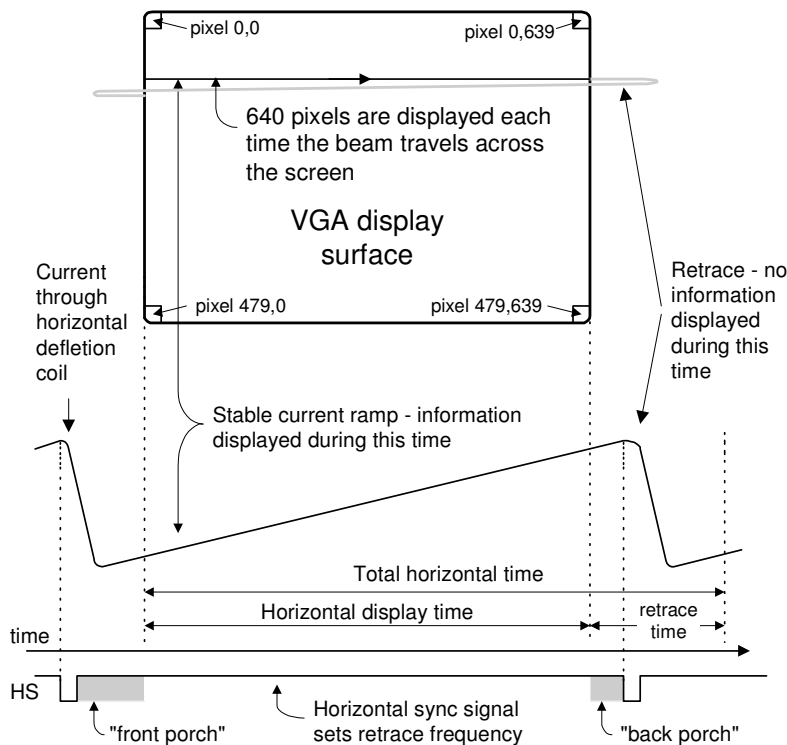 pixel 0,0
pixel 0,639
640 pixels are displayed each
time the beam travels across
the screen
VGA display
surface
pixel 479,0
pixel 479,639
Current
through
horizontal
defletion
coil
Retrace - no
information
displayed
during this
time
Stable current ramp - information
displayed during this time
Total horizontal time
Horizontal display time
retrace
time
time
HS
"front porch"
Horizontal sync signal
sets retrace frequency
"back porch"